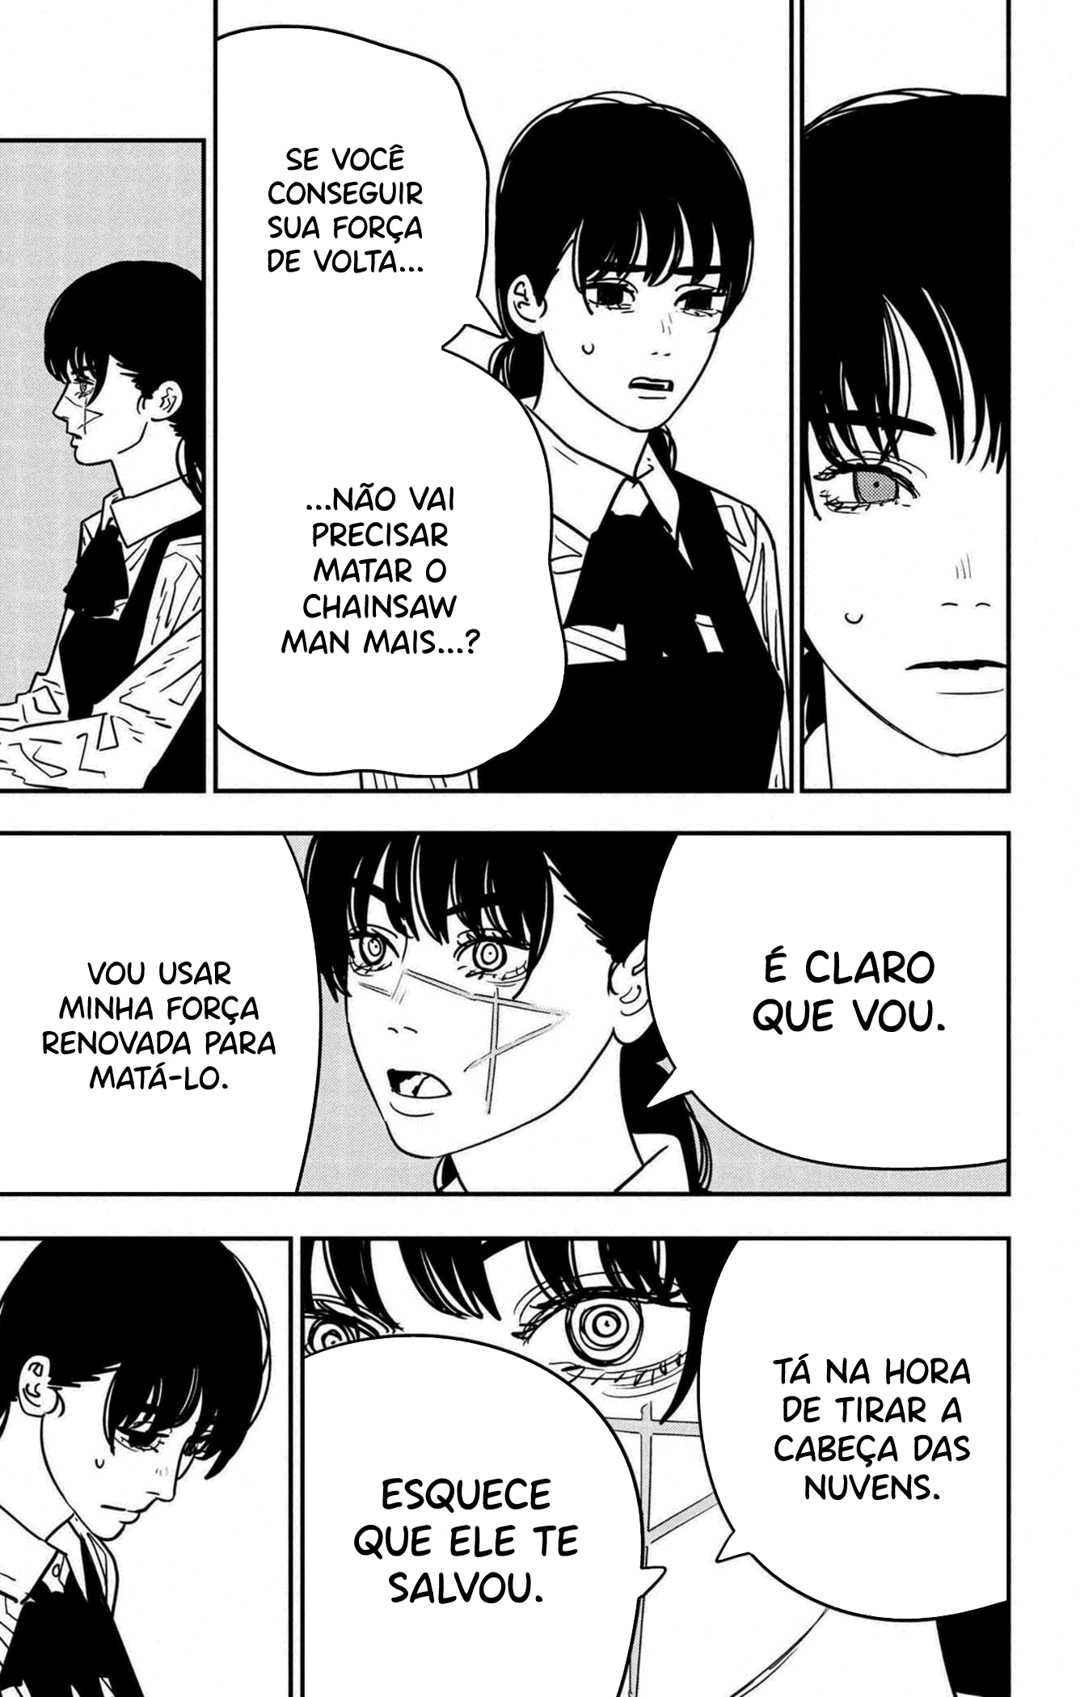 SE VOCÊ
CONSEGUIR
SUA FORÇA
DE VOLTA...
...NÃO VAI
PRECISAR
MATAR O
CHAINSAW
MAN MAIS...?
É CLARO
QUE VOU.
VOU USAR
MINHA FORÇA
RENOVADA PARA
MATÁ-LO.
TÁ NA HORA
DE TIRAR A
CABEÇA DAS
NUVENS.
ESQUECE
QUE ELE TE
SALVOU.